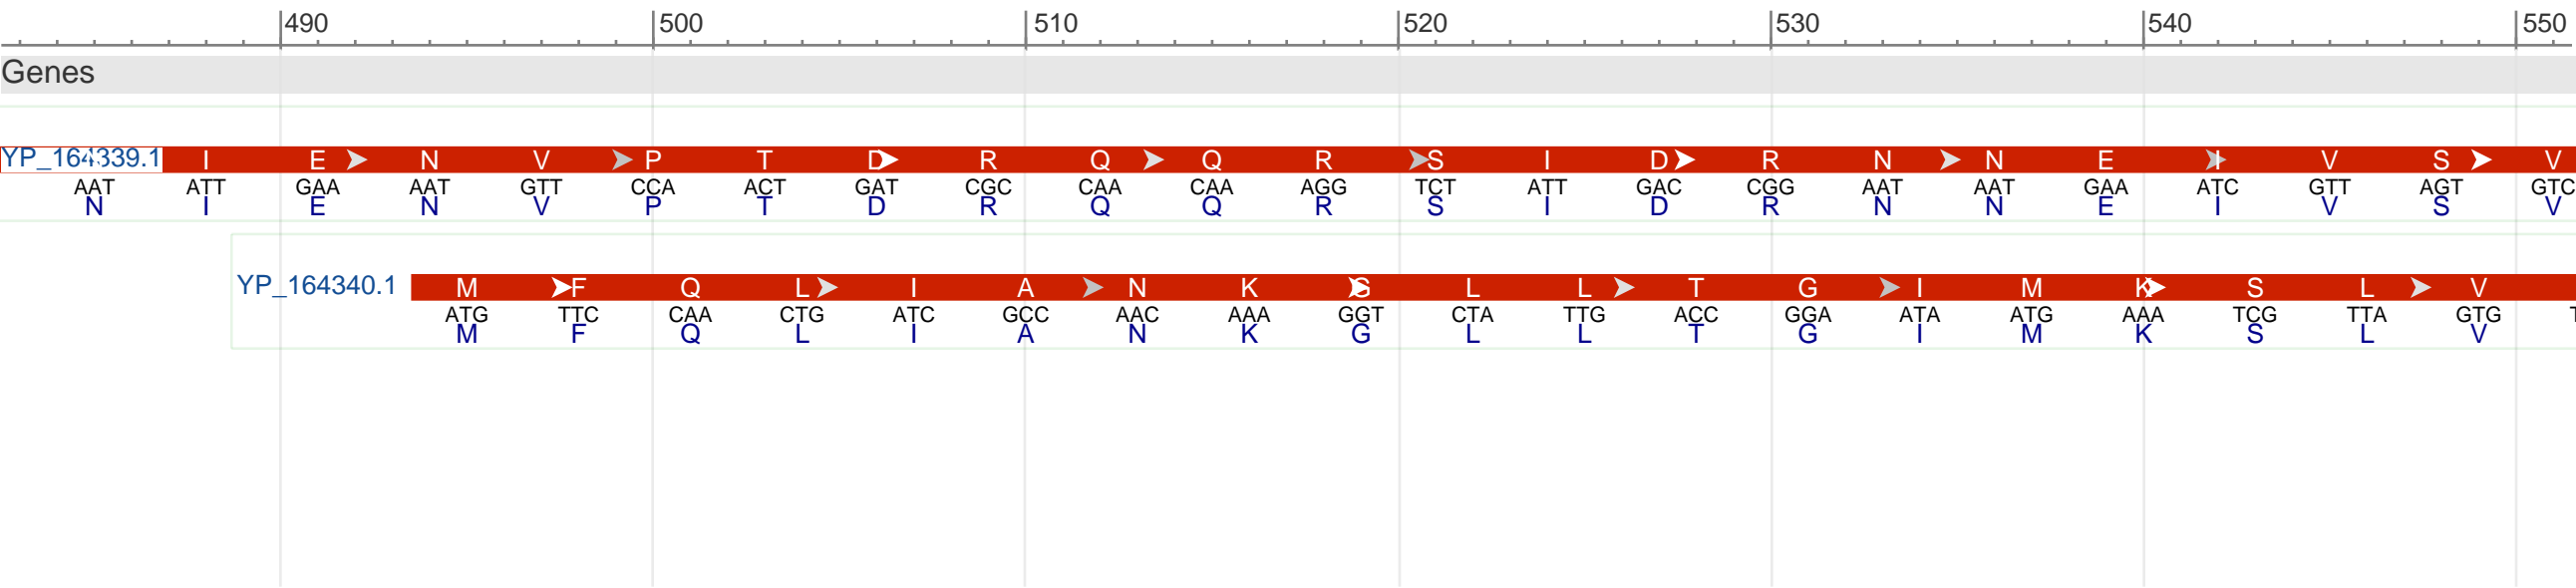 490 500 510 520 530 540 550
Genes
YP_164339.1 I E N V P T D R Q Q R S I D R N N E I V S V
AAT ATT GAA AAT GTT CCA ACT GAT CGC CAA CAA AGG TCT ATT GAC CGG AAT AAT GAA ATC GTT AGT GTC
N I E N V P T D R Q Q R S I D R N N E I V S V
YP_164340.1 M F Q L I A N K G L L T G I M K S L V
ATG TTC CAA CTG ATC GCC AAC AAA GGT CTA TTG ACC GGA ATA ATG AAA TCG TTA GTG T
M F Q L I A N K G L L T G I M K S L V